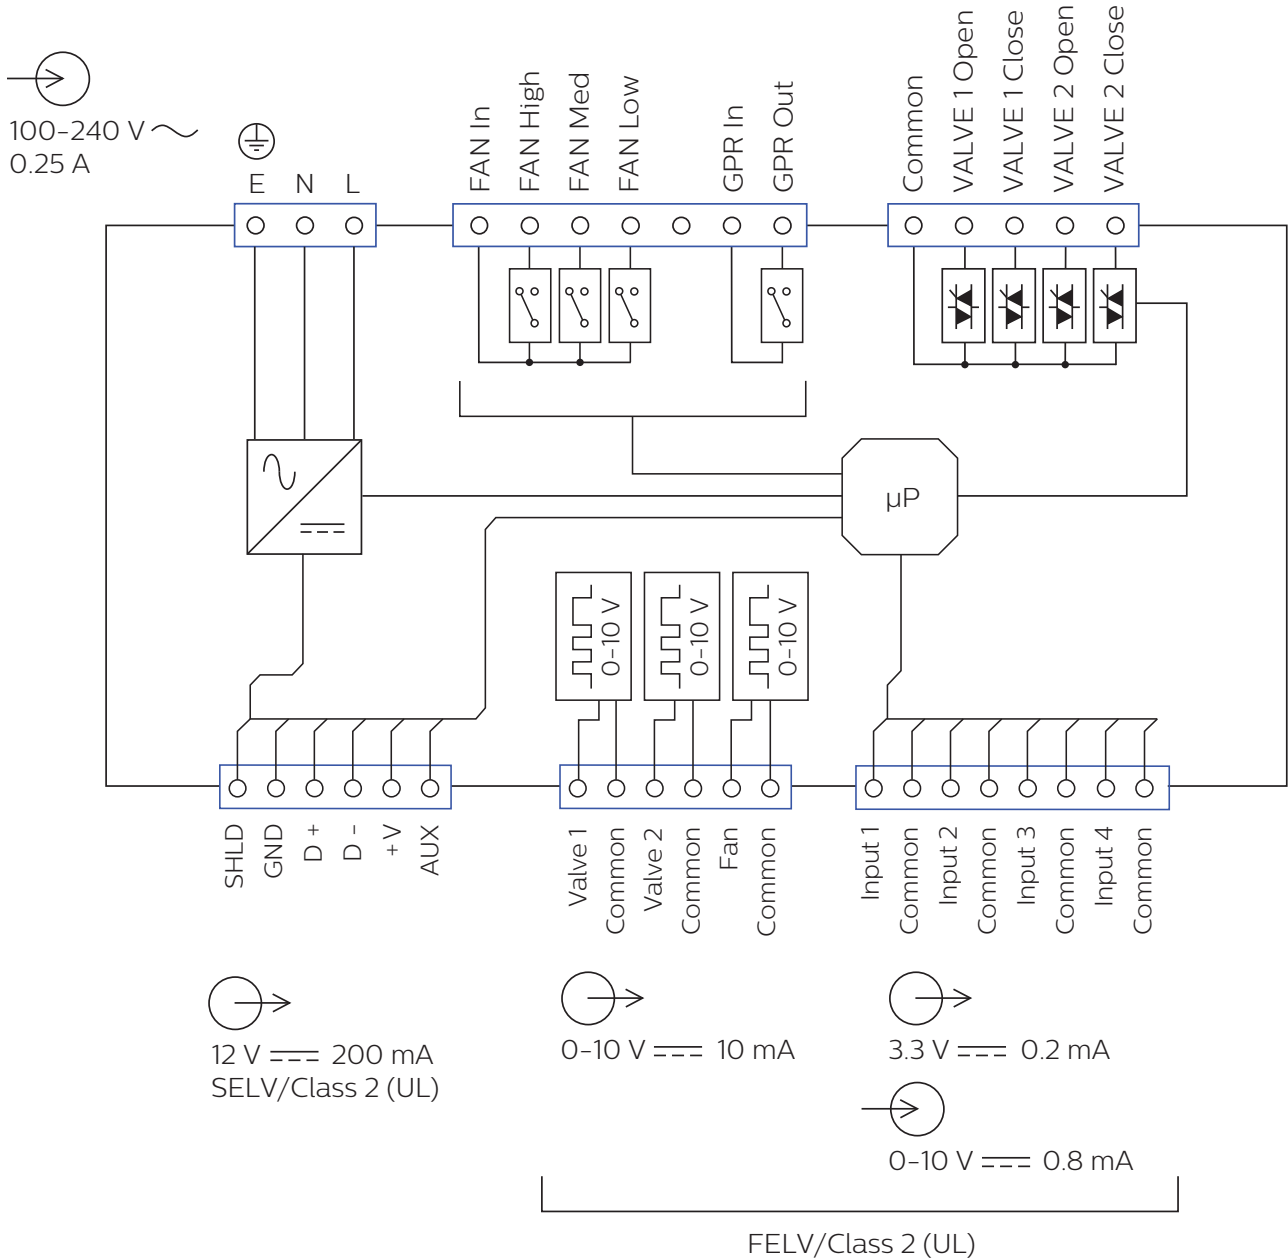 100-240 V
0.25 A
E N L
FAN In
FAN High
FAN Med
FAN Low
GPR In
GPR Out
Common
VALVE 1 Open
VALVE 1 Close
VALVE 2 Open
VALVE 2 Close
µP
0-10 V
0-10 V
0-10 V
SHLD
GND
D +
D -
+ V
AUX
Valve 1
Common
Valve 2
Common
Fan
Common
Input 1
Common
Input 2
Common
Input 3
Common
Input 4
Common
12 V 200 mA
SELV/Class 2 (UL)
0-10 V 10 mA
3.3 V 0.2 mA
0-10 V 0.8 mA
FELV/Class 2 (UL)